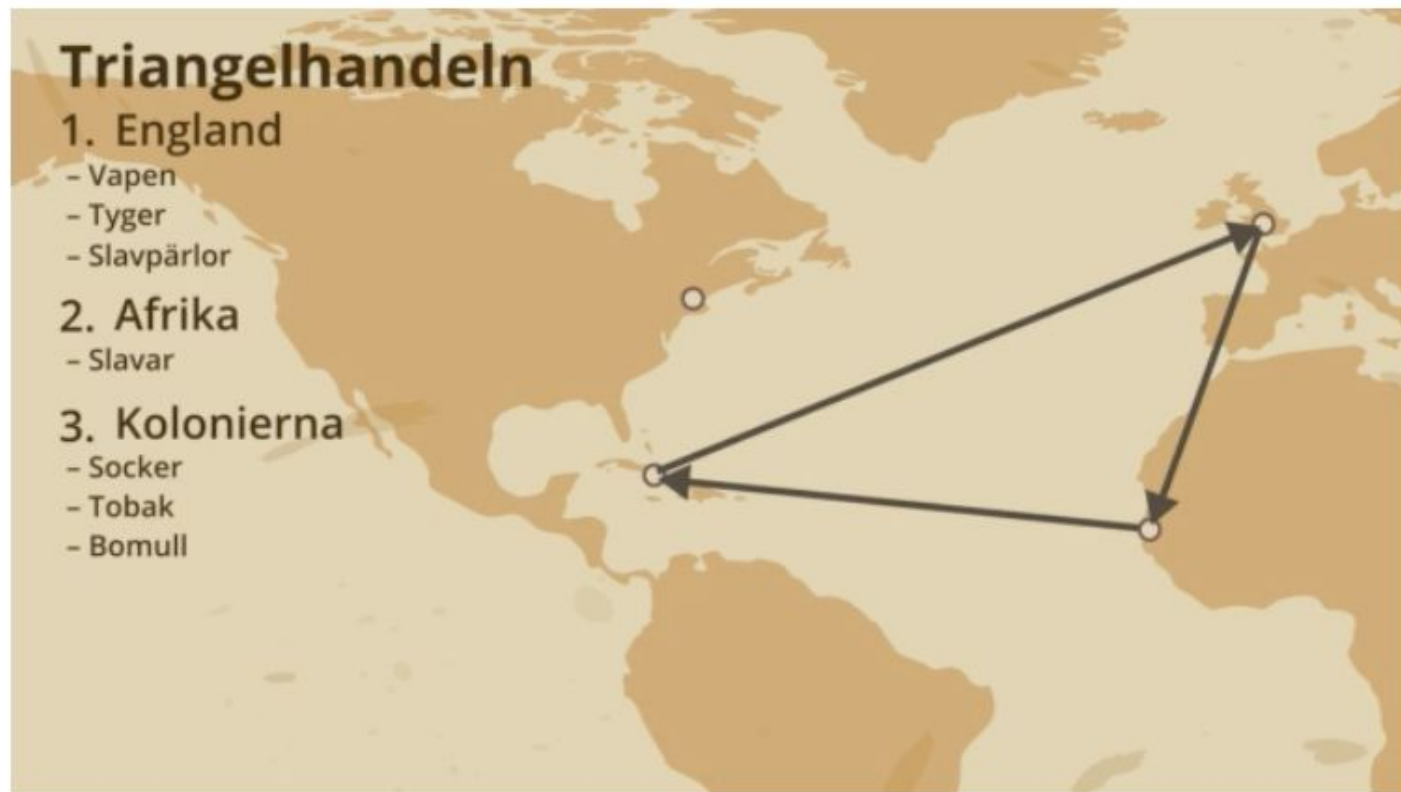 Triangelhandeln
1. England
– Vapen
– Tyger
– Slavpärlor
2. Afrika
– Slavar
3. Kolonierna
– Socker
– Tobak
– Bomull